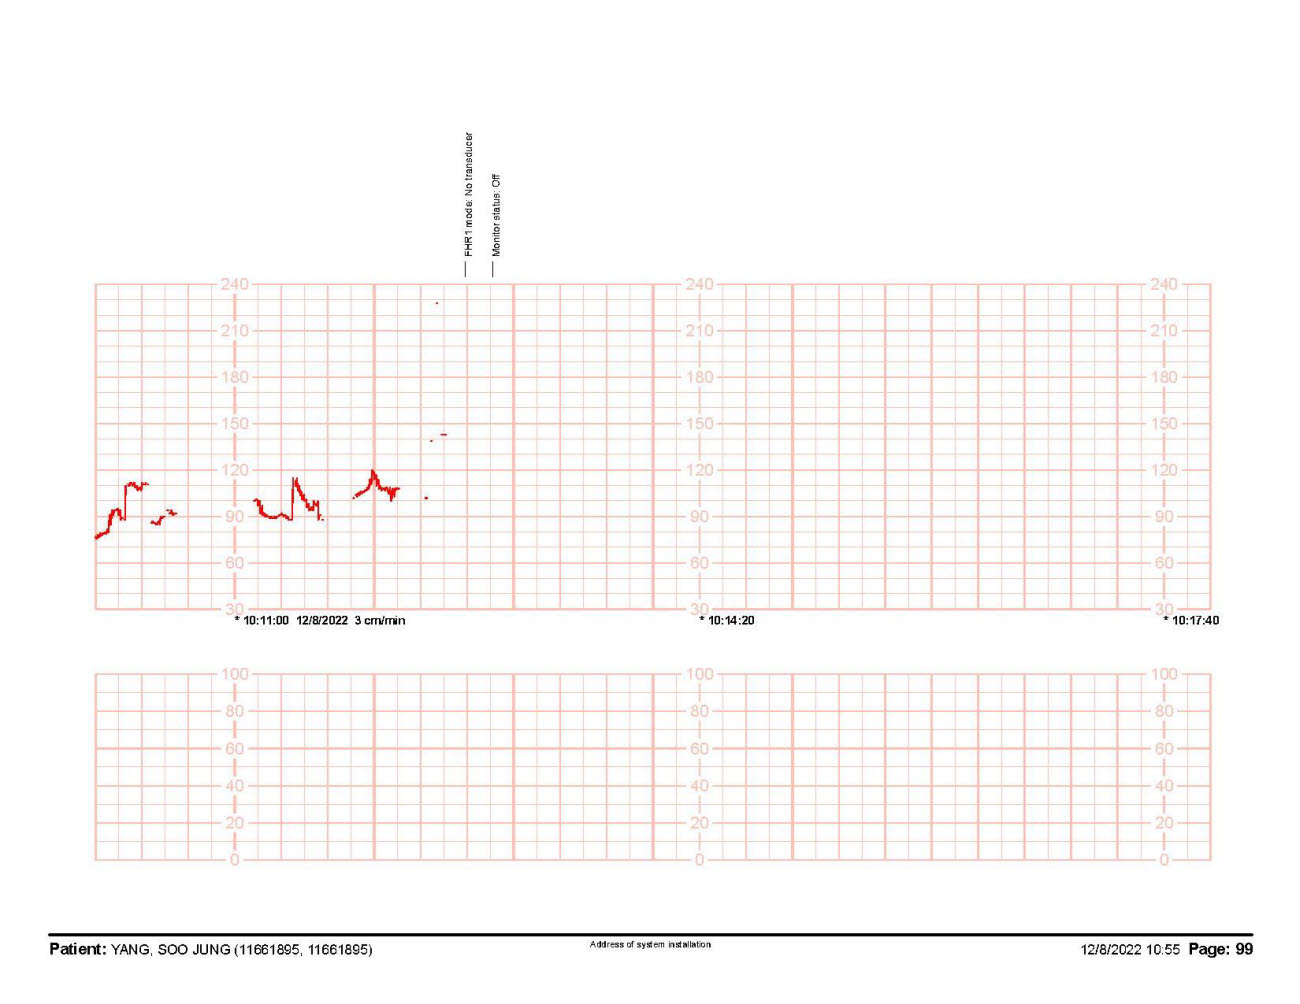 FHR1 mode: No transducer
Monitor status: Off
240 240 240
210 210 210
180 180 180
150 150 150
120 120 120
90 90 90
60 60 60
30 30 30
* 10:11:00 12/8/2022 3 cm/min * 10:14:20 * 10:17:40
100 100 100
80 80 80
60 60 60
40 40 40
20 20 20
0 0 0
Patient: YANG, SOO JUNG (11661895, 11661895) Address of system installation 12/8/2022 10:55 Page: 99